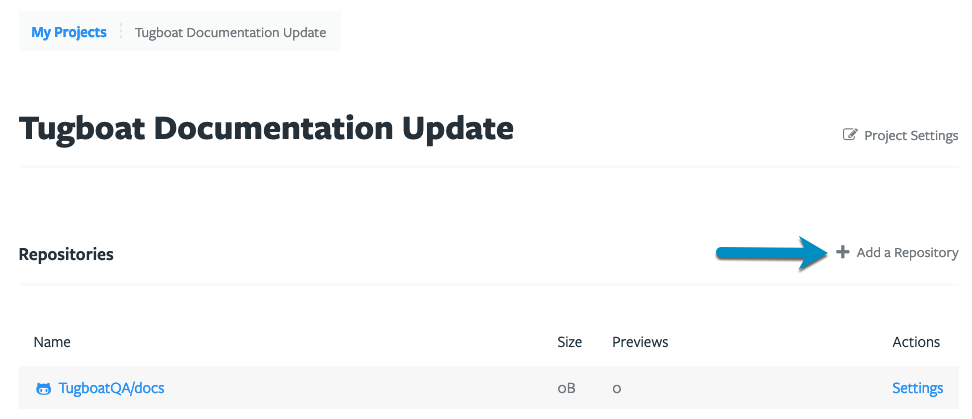 My Projects Tugboat Documentation Update
Tugboat Documentation Update
Project Settings
Repositories
Add a Repository
Name Size Previews Actions
TugboatQA/docs 0B 0 Settings